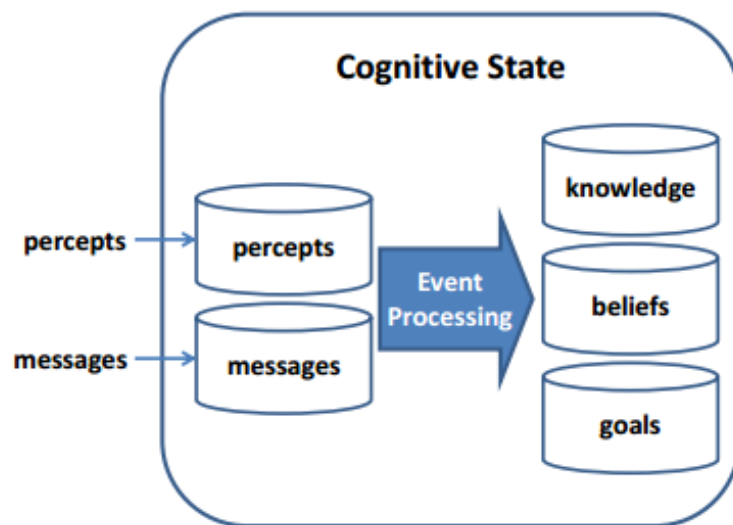 Cognitive State
knowledge
percepts
percepts
Event
Processing
beliefs
messages
messages
goals